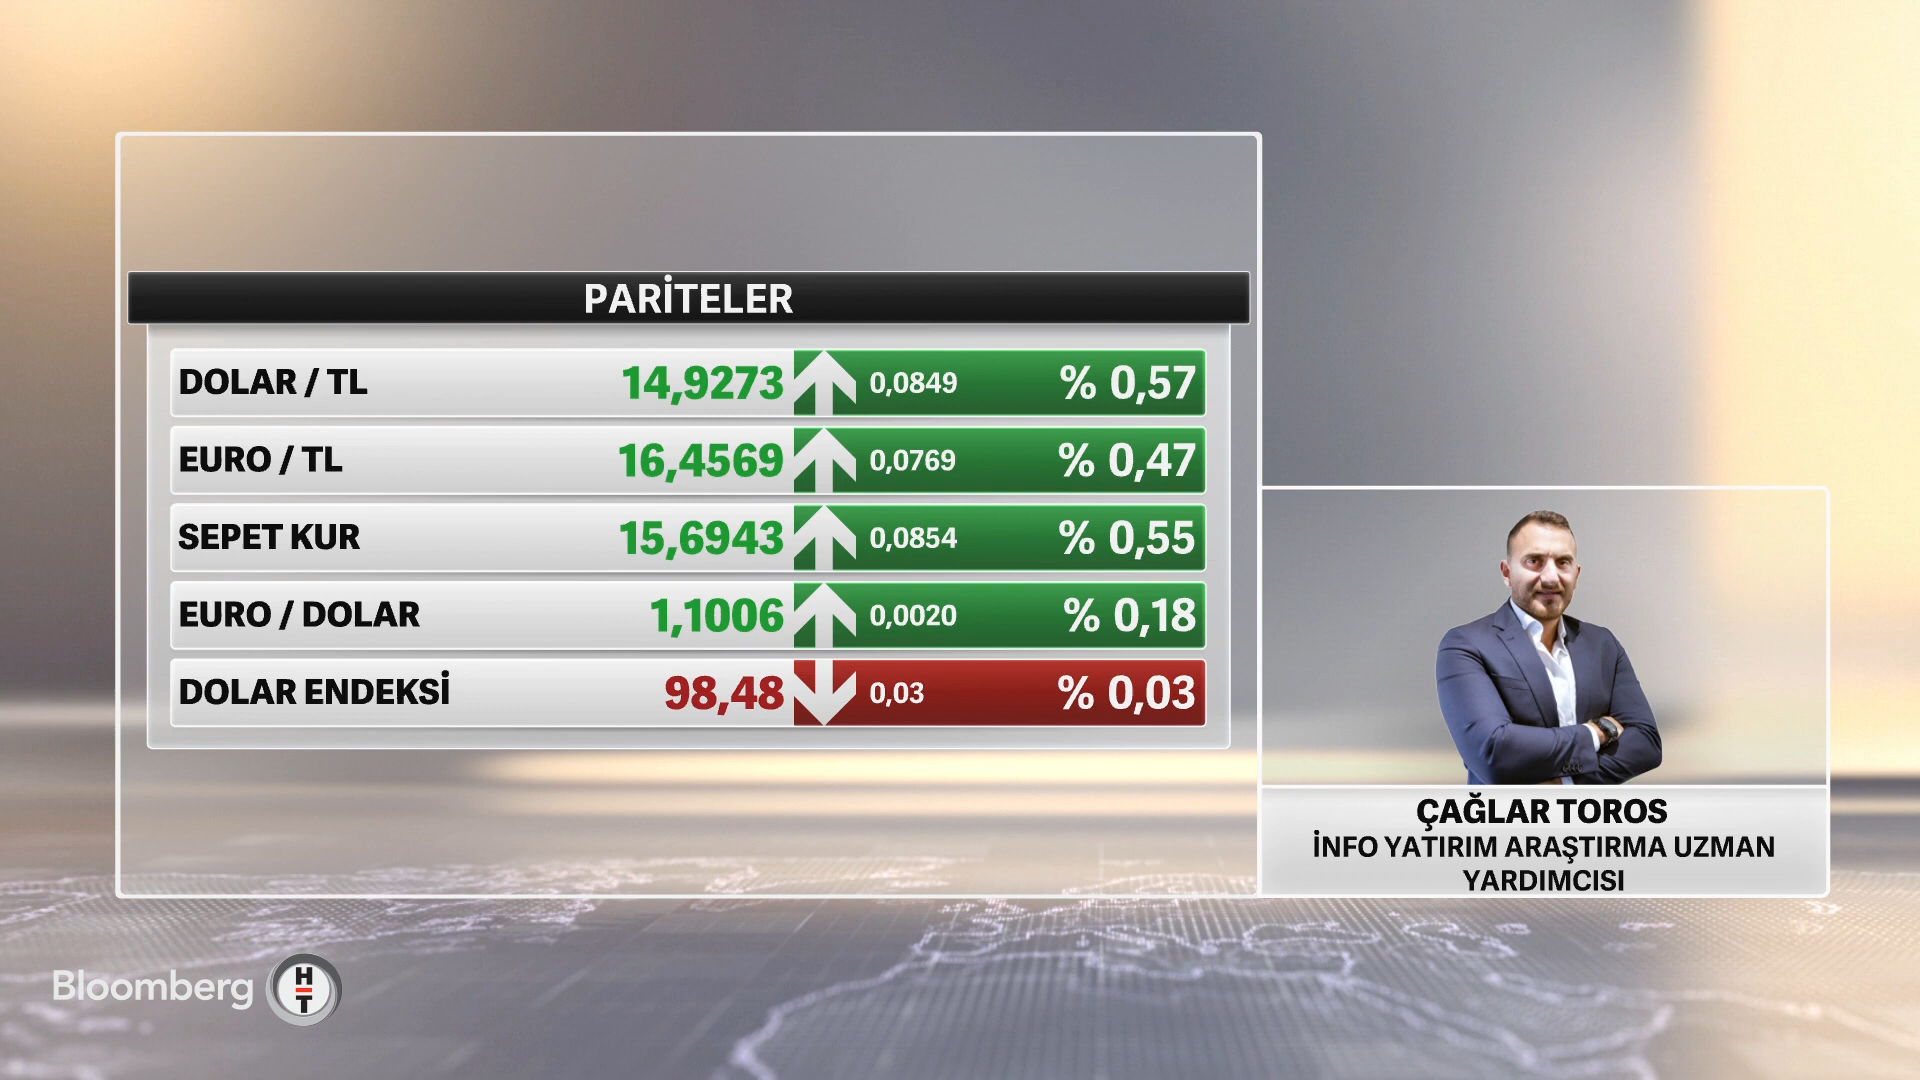 PARİTELER
DOLAR / TL 14,9273 0,0849 % 0,57
EURO / TL 16,4569 0,0769 % 0,47
SEPET KUR 15,6943 0,0854 % 0,55
EURO / DOLAR 1,1006 0,0020 % 0,18
DOLAR ENDEKSİ 98,48 0,03 % 0,03
ÇAĞLAR TOROS
İNFO YATIRIM ARAŞTIRMA UZMAN
YARDIMCISI
Bloomberg HT